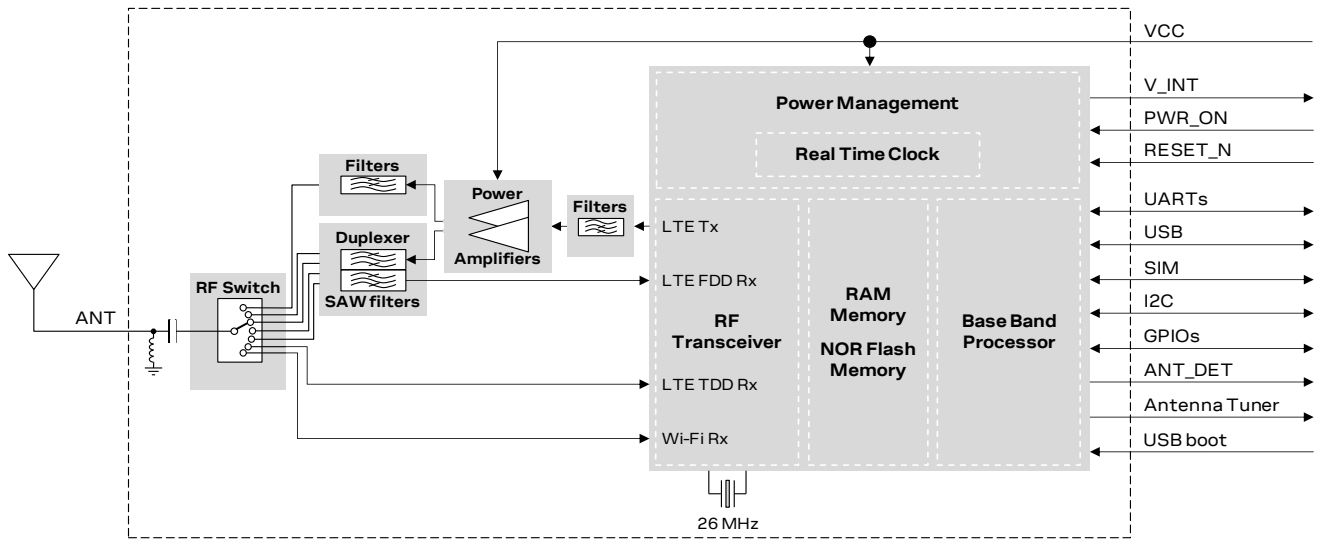 VCC
V_INT
Power Management
PWR_ON
Real Time Clock
RESET_N
Filters
Power
Amplifiers
Filters
LTE Tx
UARTs
USB
Duplexer
SAW filters
LTE FDD Rx
SIM
RF Switch
I2C
RAM
Memory
NOR Flash
Memory
RF
Transceiver
Base Band
Processor
ANT
GPIOs
LTE TDD Rx
ANT_DET
Antenna Tuner
Wi-Fi Rx
USB boot
26 MHz